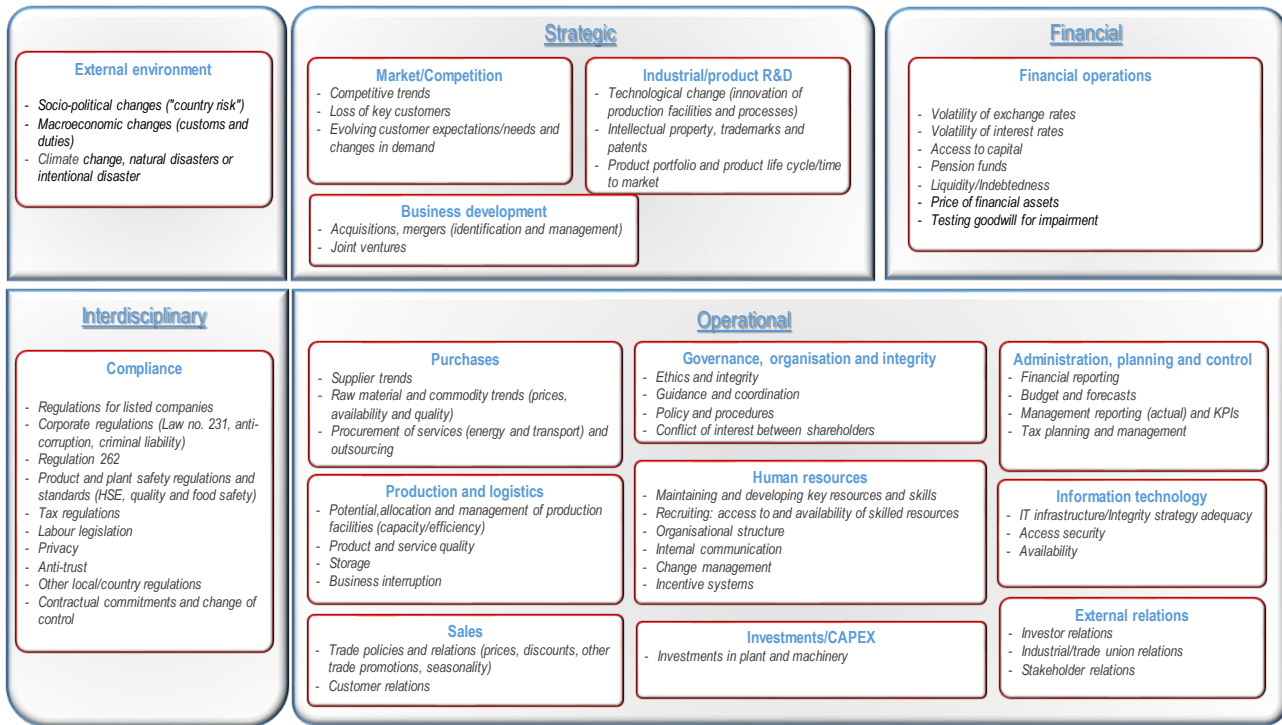 External environment
- Socio-political changes ("country risk")
- Macroeconomic changes (customs and
duties)
- Climate change, natural disasters or
intentional disaster
Strategic
Market/Competition
- Competitive trends
- Loss of key customers
- Evolving customer expectations/needs and
changes in demand
Industrial/product R&D
- Technological change (innovation of
production facilities and processes)
- Intellectual property, trademarks and
patents
- Product portfolio and product life cycle/time
to market
Business development
- Acquisitions, mergers (identification and management)
- Joint ventures
Financial
Financial operations
- Volatility of exchange rates
- Volatility of interest rates
- Access to capital
- Pension funds
- Liquidity/Indebtedness
- Price of financial assets
- Testing goodwill for impairment
Interdisciplinary
Compliance
- Regulations for listed companies
- Corporate regulations (Law no. 231, anti-
corruption, criminal liability)
- Regulation 262
- Product and plant safety regulations and
standards (HSE, quality and food safety)
- Tax regulations
- Labour legislation
- Privacy
- Anti-trust
- Other local/country regulations
- Contractual commitments and change of
control
Operational
Purchases
- Supplier trends
- Raw material and commodity trends (prices,
availability and quality)
- Procurement of services (energy and transport) and
outsourcing
Governance, organisation and integrity
- Ethics and integrity
- Guidance and coordination
- Policy and procedures
- Conflict of interest between shareholders
Administration, planning and control
- Financial reporting
- Budget and forecasts
- Management reporting (actual) and KPIs
- Tax planning and management
Production and logistics
- Potential,allocation and management of production
facilities (capacity/efficiency)
- Product and service quality
- Storage
- Business interruption
Human resources
- Maintaining and developing key resources and skills
- Recruiting: access to and availability of skilled resources
- Organisational structure
- Internal communication
- Change management
- Incentive systems
Information technology
- IT infrastructure/Integrity strategy adequacy
- Access security
- Availability
Sales
- Trade policies and relations (prices, discounts, other
trade promotions, seasonality)
- Customer relations
Investments/CAPEX
- Investments in plant and machinery
External relations
- Investor relations
- Industrial/trade union relations
- Stakeholder relations